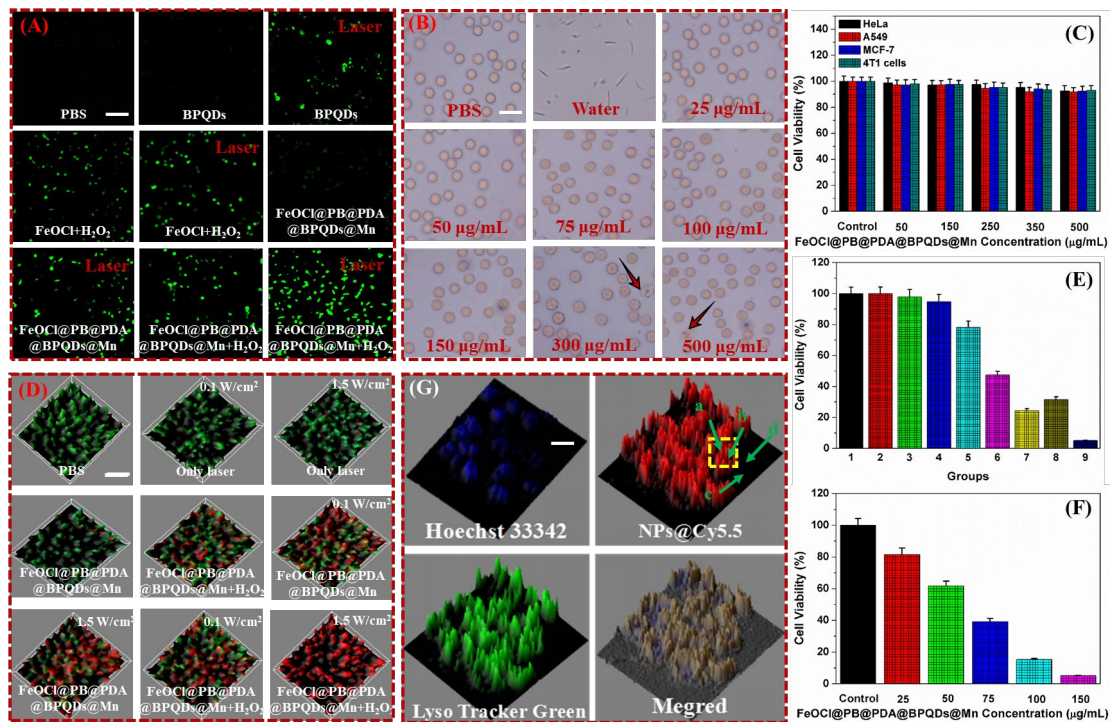 (A)
Laser
PBS
BPQDs
BPQDs
Laser
FeOCl+H₂O₂
FeOCl+H₂O₂
FeOCl@PB@PDA
@BPQDs@Mn
Laser
Laser
FeOCl@PB@PDA
@BPQDs@Mn
FeOCl@PB@PDA
@BPQDs@Mn+H₂O₂
FeOCl@PB@PDA
@BPQDs@Mn+H₂O₂
(B)
PBS
Water
25 μg/mL
50 μg/mL
75 μg/mL
100 μg/mL
150 μg/mL
300 μg/mL
500 μg/mL
(C)
HeLa
A549
MCF-7
4T1 cells
Cell Viability (%)
140
120
100
80
60
40
20
0
Control 50 150 250 350 500
FeOCl@PB@PDA@BPQDs@Mn Concentration (μg/mL)
(D)
0.1 W/cm²
1.5 W/cm²
PBS
Only laser
Only laser
0.1 W/cm²
FeOCl@PB@PDA
@BPQDs@Mn
FeOCl@PB@PDA
@BPQDs@Mn+H₂O₂
FeOCl@PB@PDA
@BPQDs@Mn
1.5 W/cm²
0.1 W/cm²
1.5 W/cm²
FeOCl@PB@PDA
@BPQDs@Mn
FeOCl@PB@PDA
@BPQDs@Mn+H₂O₂
FeOCl@PB@PDA
@BPQDs@Mn+H₂O
(G)
a
b
d
c
Hoechst 33342
NPs@Cy5.5
Lyso Tracker Green
Megred
(E)
Cell Viability (%)
120
100
80
60
40
20
0
1 2 3 4 5 6 7 8 9
Groups
(F)
Cell Viability (%)
120
100
80
60
40
20
0
Control 25 50 75 100 150
FeOCl@PB@PDA@BPQDs@Mn Concentration (μg/mL)